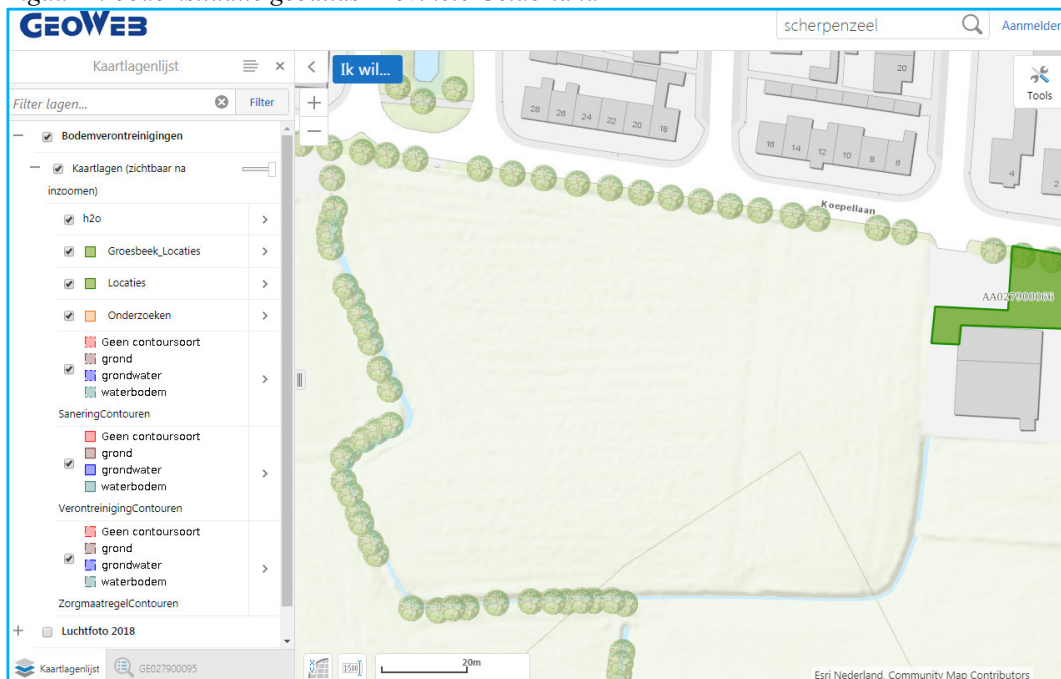 GEOWEB
scherpenzeel
Aanmelden
Kaartlagenlijst
Ik wil...
Tools
Filter lagen...
Filter
Bodemverontreinigingen
Kaartlagen (zichtbaar na
inzoomen)
h2o
Groesbeek_Locaties
Locaties
Onderzoeken
Geen contoursoort
grond
grondwater
waterbodem
SaneringContouren
Geen contoursoort
grond
grondwater
waterbodem
VerontreinigingContouren
Geen contoursoort
grond
grondwater
waterbodem
ZorgmaatregelContouren
Luchtfoto 2018
Kaartlagenlijst
GE027900095
28
26
24
22
20
18
20
16
14
12
10
8
6
4
2
Koepellaan
AA027900066
20m
Esri Nederland, Community Map Contributors